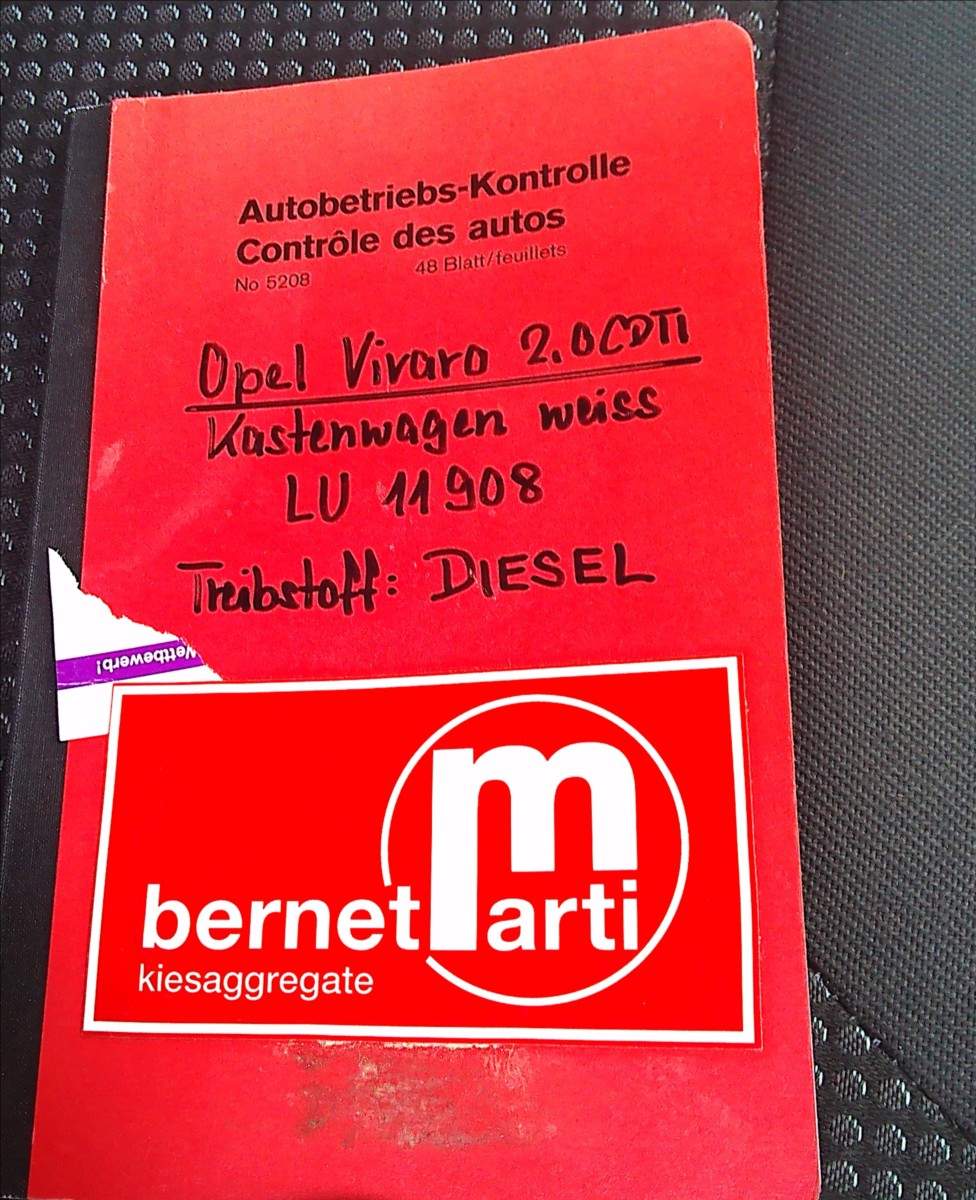 Autobetriebs-Kontrolle
Contrôle des autos
No 5208 48 Blatt/feuillets
Opel Vivaro 2.0CDTI
Kastenwagen weiss
LU 11908
Treibstoff: DIESEL
Wettbewerb!
bernet marti
kiesaggregate